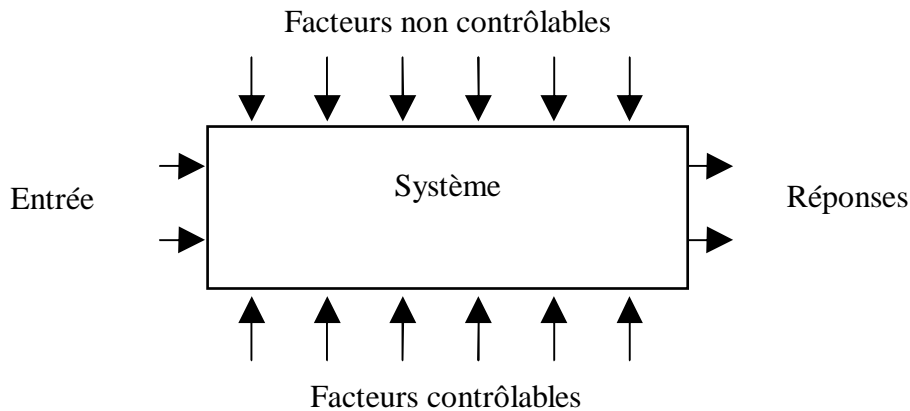 Facteurs non contrôlables
Système
Entrée
Réponses
Facteurs contrôlables